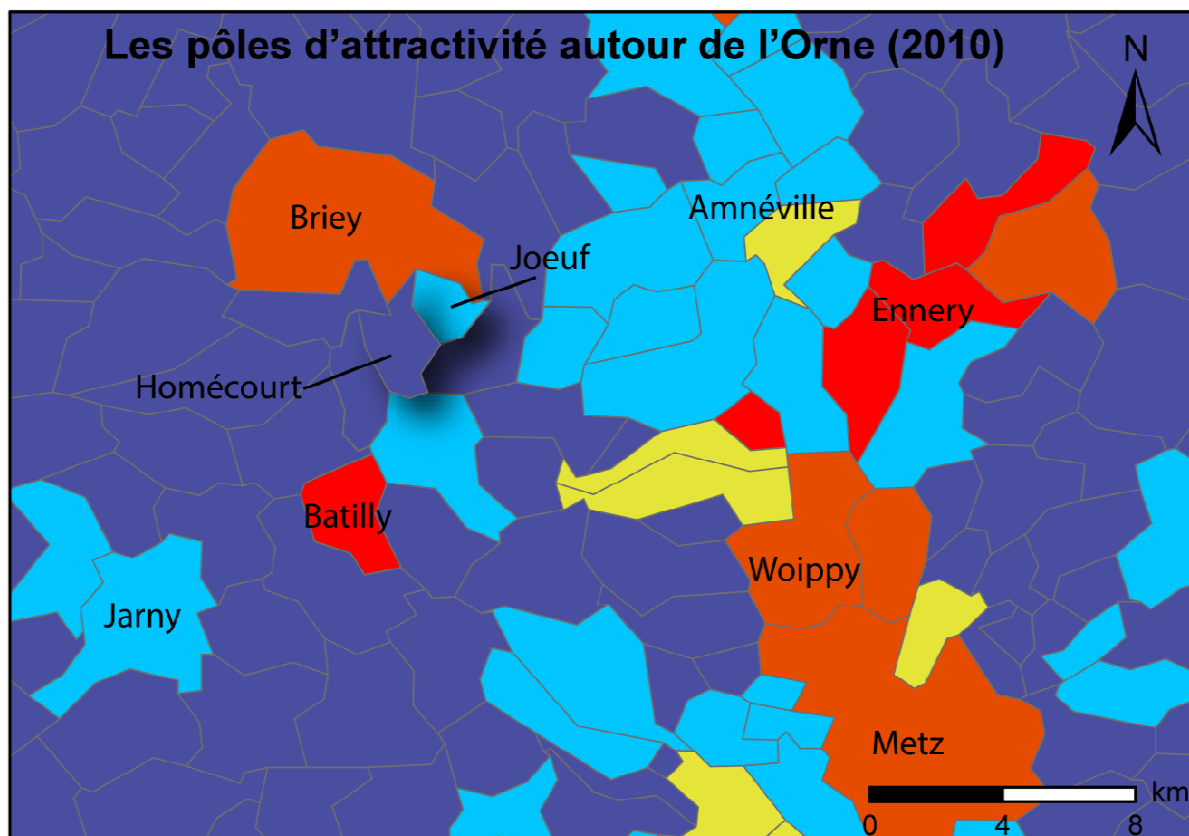 Les pôles d'attractivité autour de l'Orne (2010)
N
Amnéville
Briey
Joeuf
Ennery
Homécourt
Batilly
Woippy
Jarny
Metz
km
0 4 8